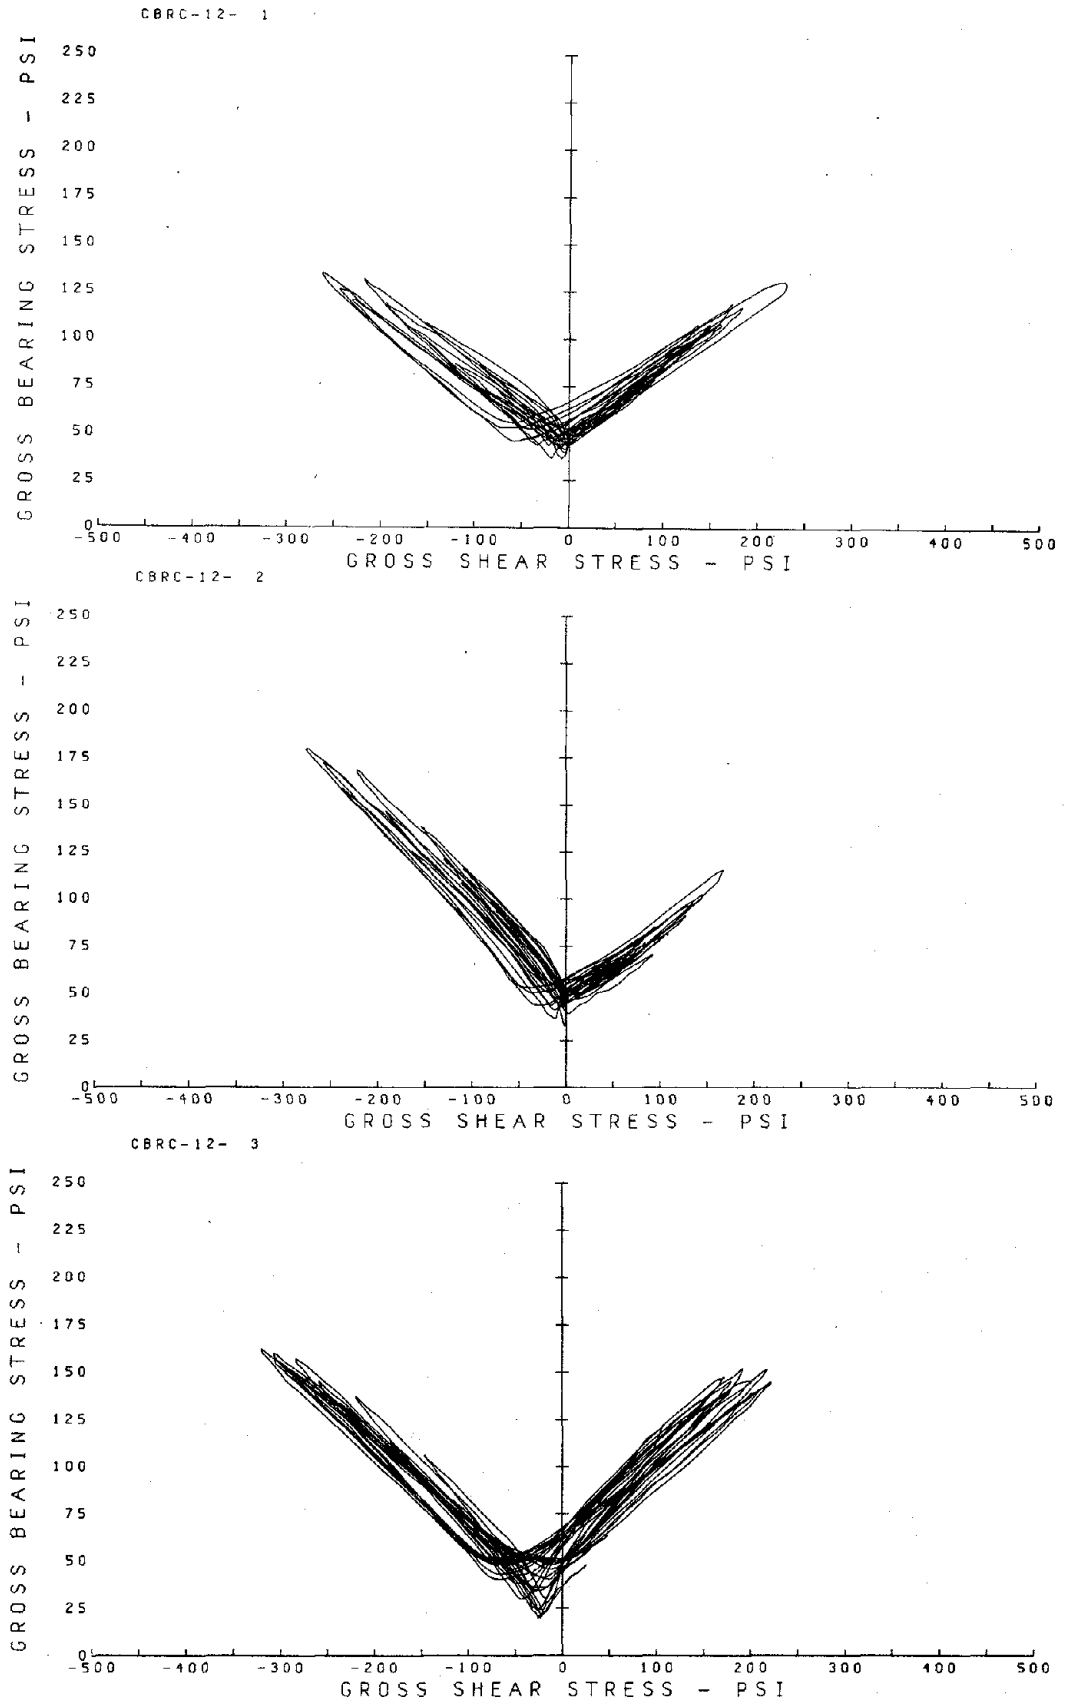 CBRC-12- 1
GROSS BEARING STRESS - PSI
250
225
200
175
150
125
100
75
50
25
0
-500 -400 -300 -200 -100 0 100 200 300 400 500
GROSS SHEAR STRESS - PSI
CBRC-12- 2
GROSS BEARING STRESS - PSI
250
225
200
175
150
125
100
75
50
25
0
-500 -400 -300 -200 -100 0 100 200 300 400 500
GROSS SHEAR STRESS - PSI
CBRC-12- 3
GROSS BEARING STRESS - PSI
250
225
200
175
150
125
100
75
50
25
0
-500 -400 -300 -200 -100 0 100 200 300 400 500
GROSS SHEAR STRESS - PSI